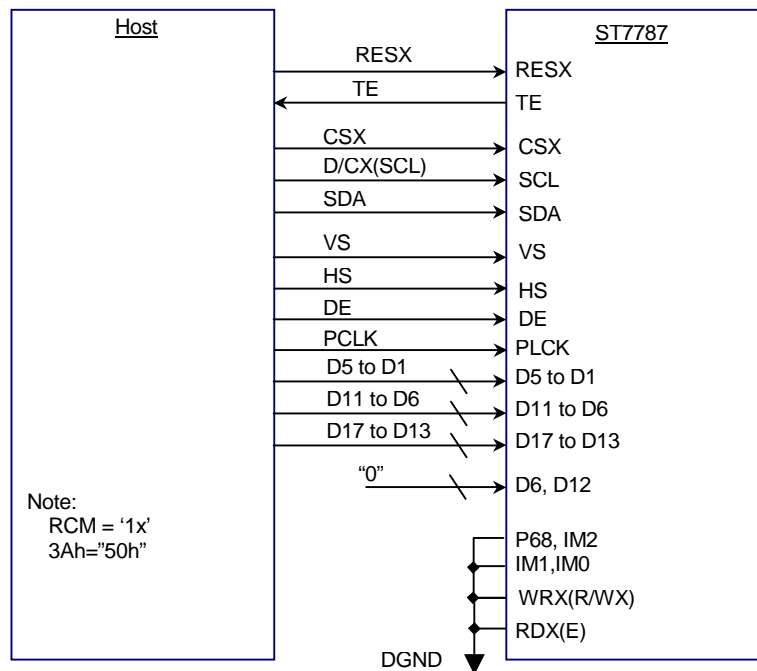 Host
ST7787
RESX
RESX
TE
TE
CSX
CSX
D/CX(SCL)
SCL
SDA
SDA
VS
VS
HS
HS
DE
DE
PCLK
PLCK
D5 to D1
D5 to D1
D11 to D6
D11 to D6
D17 to D13
D17 to D13
“0”
D6, D12
Note:
RCM = ‘1x’
3Ah=”50h”
P68, IM2
IM1,IM0
WRX(R/WX)
RDX(E)
DGND